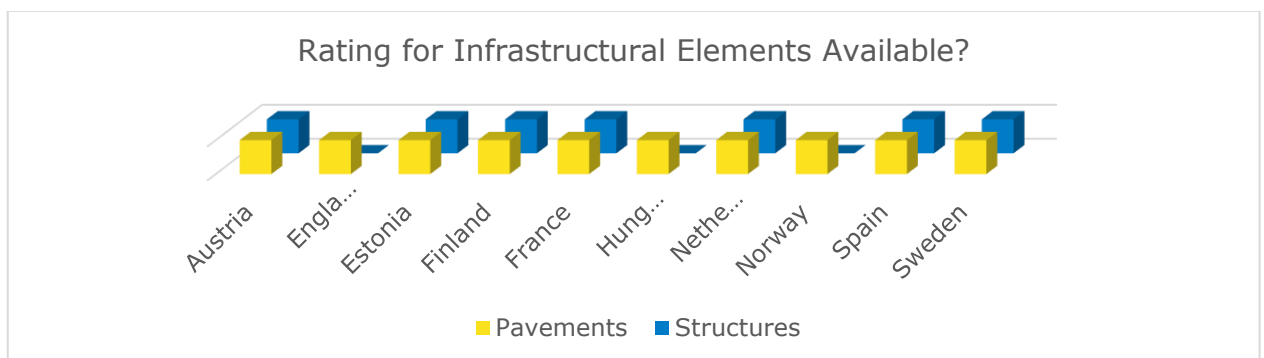 Rating for Infrastructural Elements Available?
Austria
Engla...
Estonia
Finland
France
Hung...
Nethe...
Norway
Spain
Sweden
Pavements Structures